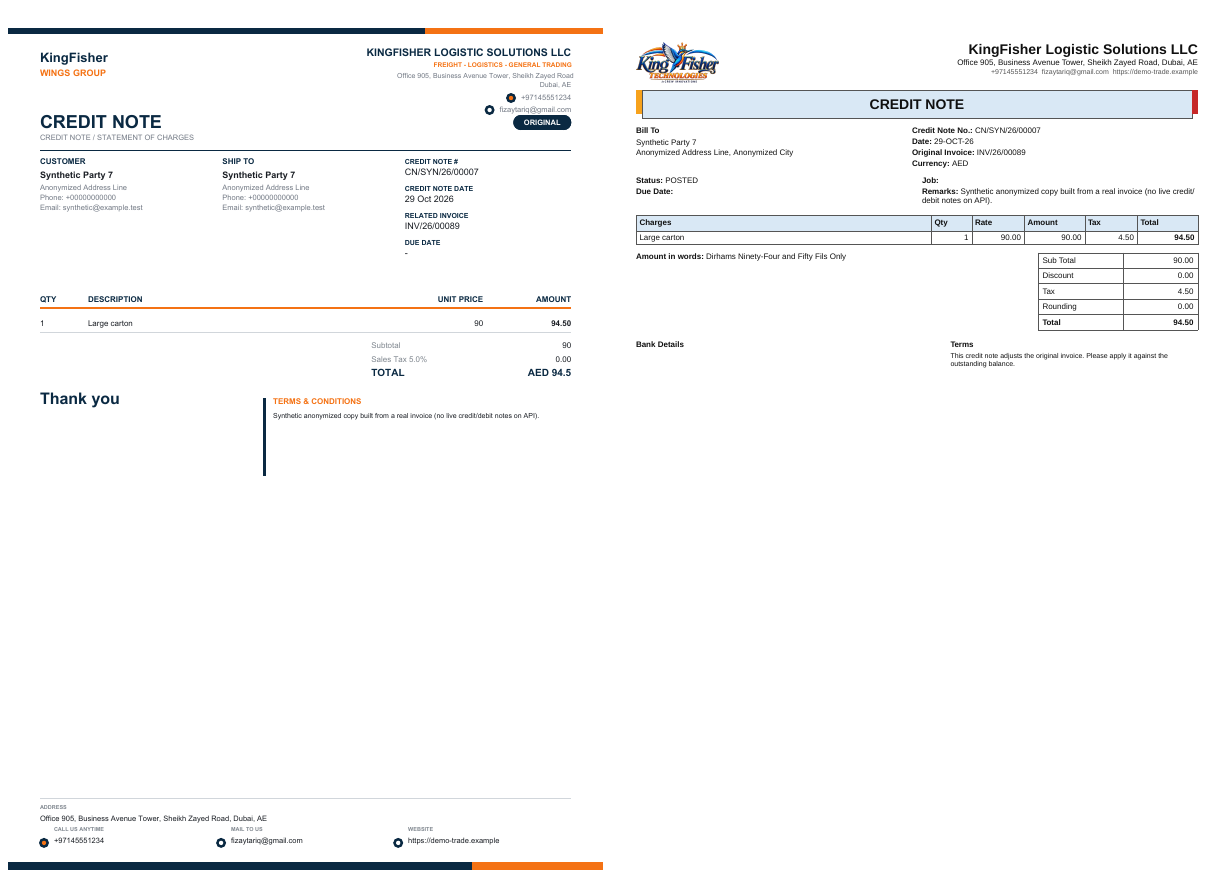 KingFisher
WINGS GROUP
KINGFISHER LOGISTIC SOLUTIONS LLC
FREIGHT - LOGISTICS - GENERAL TRADING
Office 905, Business Avenue Tower, Sheikh Zayed Road
Dubai, AE
+97145551234
fizaytariq@gmail.com
CREDIT NOTE
ORIGINAL
CREDIT NOTE / STATEMENT OF CHARGES
CUSTOMER
Synthetic Party 7
Anonymized Address Line
Phone: +00000000000
Email: synthetic@example.test
SHIP TO
Synthetic Party 7
Anonymized Address Line
Phone: +00000000000
Email: synthetic@example.test
CREDIT NOTE #
CN/SYN/26/00007
CREDIT NOTE DATE
29 Oct 2026
RELATED INVOICE
INV/26/00089
DUE DATE
-
QTY DESCRIPTION UNIT PRICE AMOUNT
1 Large carton 90 94.50
Subtotal 90
Sales Tax 5.0% 0.00
TOTAL AED 94.5
Thank you
TERMS & CONDITIONS
Synthetic anonymized copy built from a real invoice (no live credit/debit notes on API).
ADDRESS
Office 905, Business Avenue Tower, Sheikh Zayed Road, Dubai, AE
CALL US ANYTIME
+97145551234
MAIL TO US
fizaytariq@gmail.com
WEBSITE
https://demo-trade.example
King Fisher
TECHNOLOGIES
KingFisher Logistic Solutions LLC
Office 905, Business Avenue Tower, Sheikh Zayed Road, Dubai, AE
+97145551234 fizaytariq@gmail.com https://demo-trade.example
CREDIT NOTE
Bill To
Synthetic Party 7
Anonymized Address Line, Anonymized City
Credit Note No.: CN/SYN/26/00007
Date: 29-OCT-26
Original Invoice: INV/26/00089
Currency: AED
Status: POSTED
Due Date:
Job:
Remarks: Synthetic anonymized copy built from a real invoice (no live credit/
debit notes on API).
Charges Qty Rate Amount Tax Total
Large carton 1 90.00 90.00 4.50 94.50
Amount in words: Dirhams Ninety-Four and Fifty Fils Only
Sub Total 90.00
Discount 0.00
Tax 4.50
Rounding 0.00
Total 94.50
Bank Details
Terms
This credit note adjusts the original invoice. Please apply it against the
outstanding balance.